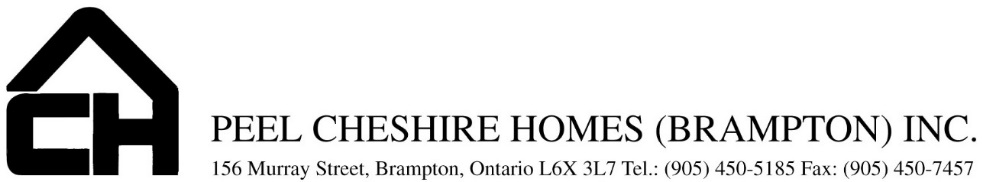 CH
PEEL CHESHIRE HOMES (BRAMPTON) INC.
156 Murray Street, Brampton, Ontario L6X 3L7 Tel.: (905) 450-5185 Fax: (905) 450-7457